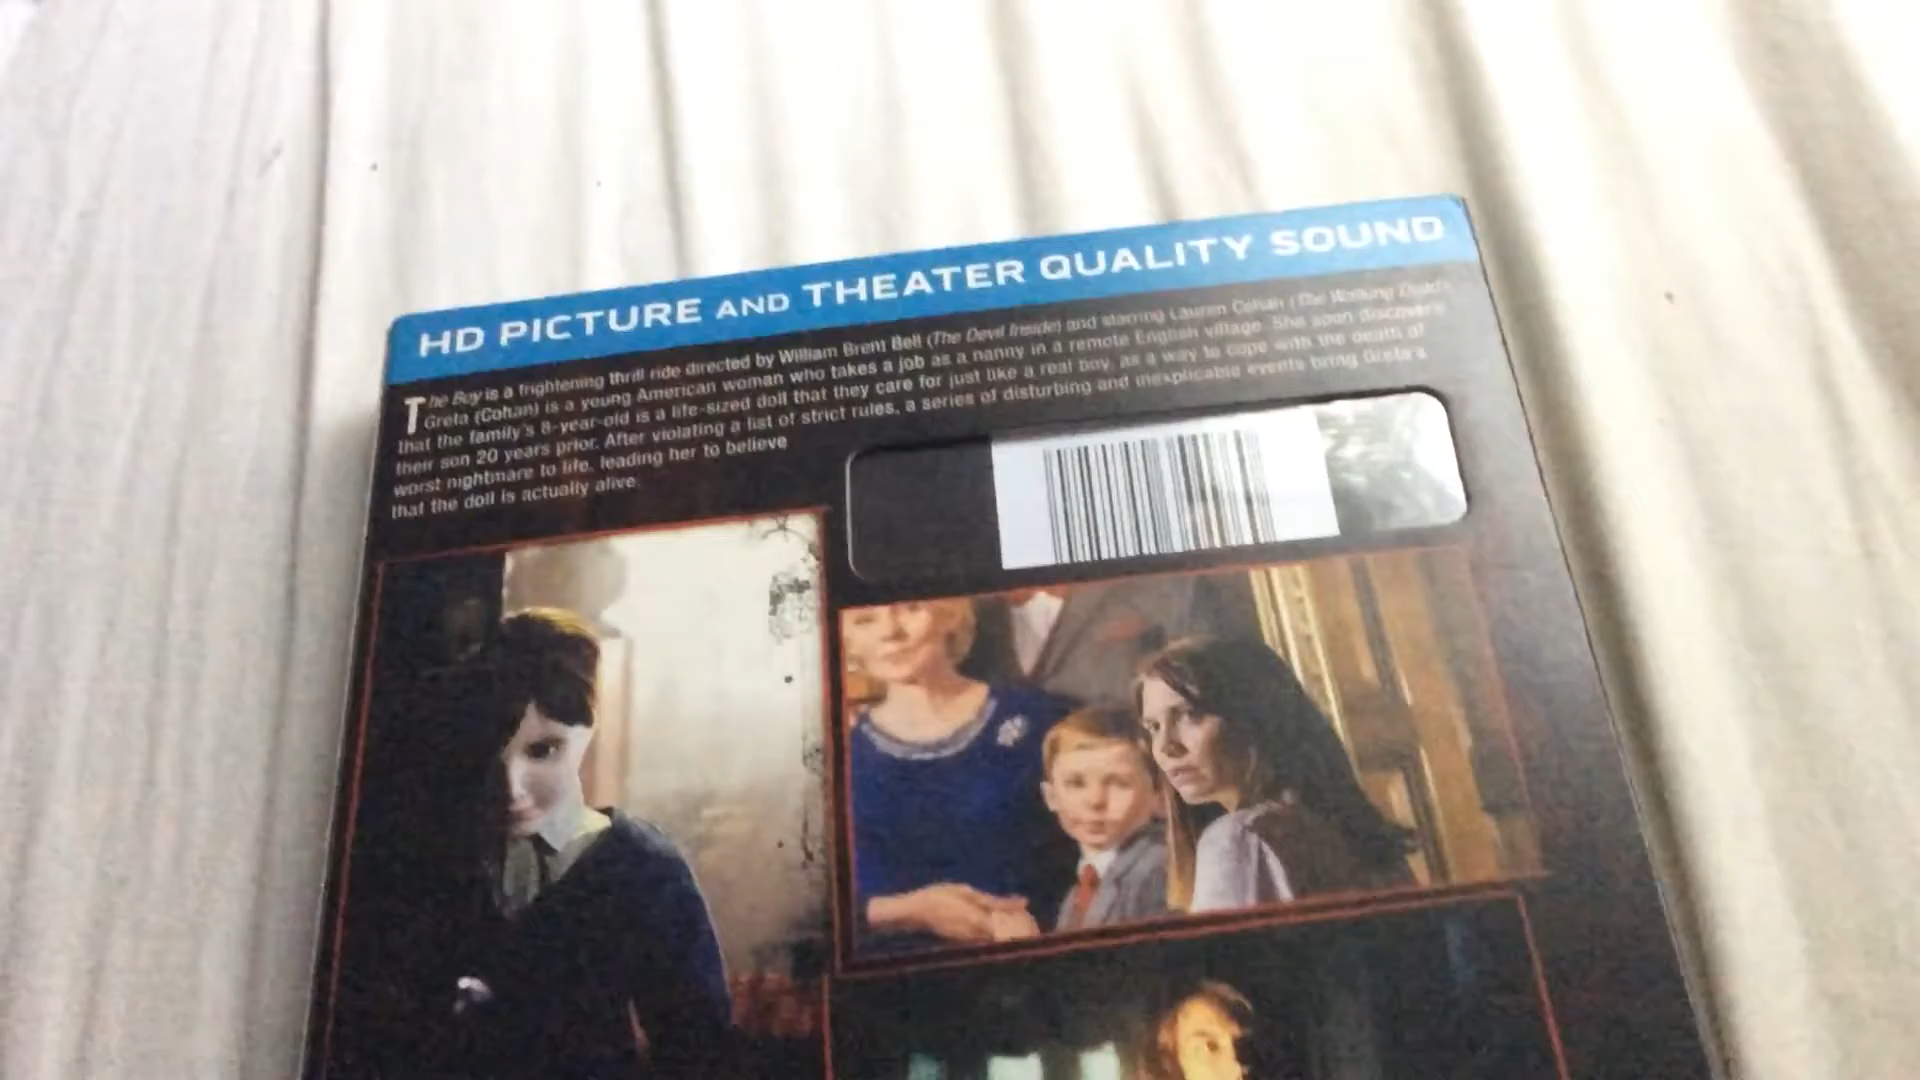 HD PICTURE AND THEATER QUALITY SOUND
The Boy is a frightening thrill ride directed by William Brent Bell (The Devil Inside) and starring Lauren Cohan (The Walking Dead).
Greta (Cohan) is a young American woman who takes a job as a nanny in a remote English village. She soon discovers
that the family's 8-year-old is a life-sized doll that they care for just like a real boy, as a way to cope with the death of
their son 20 years prior. After violating a list of strict rules, a series of disturbing and inexplicable events bring Greta's
worst nightmare to life, leading her to believe
that the doll is actually alive.